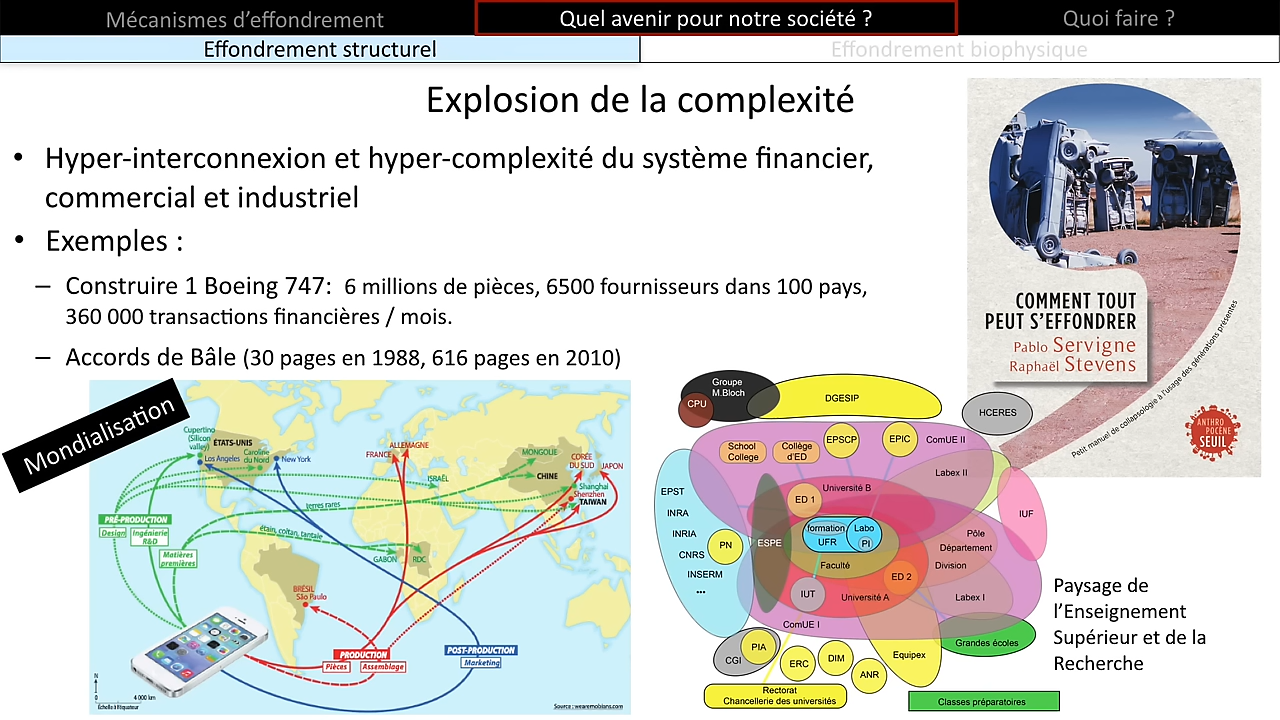 Mécanismes d'effondrement
Quel avenir pour notre société ?
Quoi faire ?
Effondrement structurel
Effondrement biophysique
Explosion de la complexité
• Hyper-interconnexion et hyper-complexité du système financier,
commercial et industriel
• Exemples :
– Construire 1 Boeing 747: 6 millions de pièces, 6500 fournisseurs dans 100 pays,
360 000 transactions financières / mois.
– Accords de Bâle (30 pages en 1988, 616 pages en 2010)
COMMENT TOUT
PEUT S'EFFONDRER
Pablo Servigne
Raphaël Stevens
Petit manuel de collapsologie à l'usage des générations présentes
ANTHRO
POCÈNE
SEUIL
Mondialisation
Cupertino
(Silicon
valley)
ÉTATS-UNIS
Los Angeles
Caroline
du Nord
New York
ALLEMAGNE
FRANCE
ISRAËL
MONGOLIE
CHINE
CORÉE
DU SUD
JAPON
Shanghai
Shenzhen
TAIWAN
terres rares
étain, coltan, tantale
PRÉ-PRODUCTION
Design
Ingénierie
R&D
Matières
premières
GABON
RDC
BRÉSIL
São Paulo
PRODUCTION
Pièces
Assemblage
POST-PRODUCTION
Marketing
N
S
0
4 000 km
Échelle à l'équateur
Source : wearemobians.com
Groupe
M.Bloch
CPU
DGESIP
HCERES
School
College
Collège
d'ED
EPSCP
EPIC
ComUE II
Labex II
EPST
INRA
INRIA
CNRS
INSERM
...
PN
ESPE
Université B
ED 1
formation
Labo
UFR
PI
Faculté
ED 2
IUT
Université A
Pôle
Département
Division
Labex I
IUF
ComUE I
CGI
PIA
ERC
DIM
ANR
Equipex
Grandes écoles
Rectorat
Chancellerie des universités
Classes préparatoires
Paysage de
l'Enseignement
Supérieur et de la
Recherche